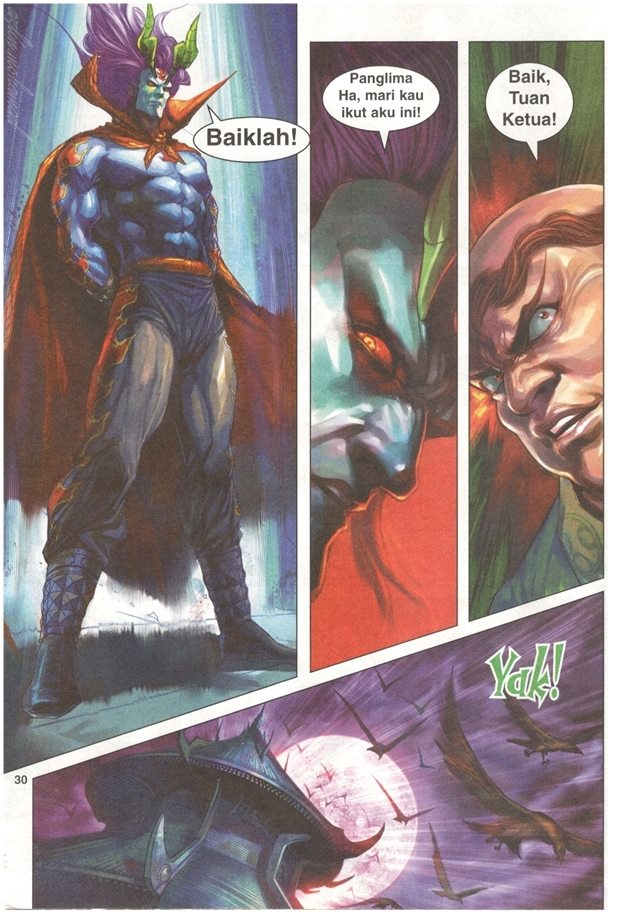 Baiklah!
Panglima
Ha, mari kau
ikut aku ini!
Baik,
Tuan
Ketua!
Yak!
30